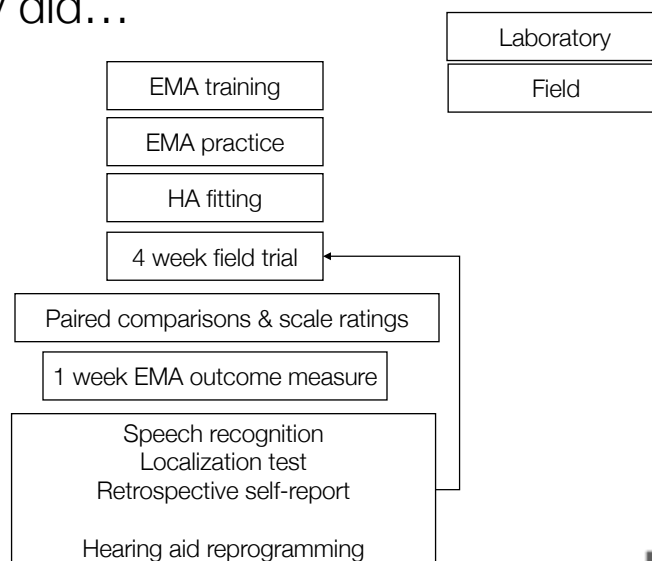 did…
Laboratory
Field
EMA training
EMA practice
HA fitting
4 week field trial
Paired comparisons & scale ratings
1 week EMA outcome measure
Speech recognition
Localization test
Retrospective self-report
Hearing aid reprogramming